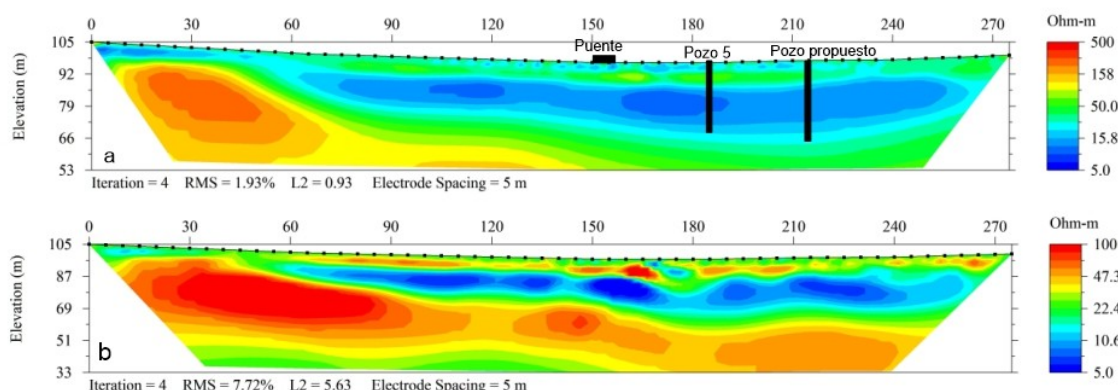 0 30 60 90 120 150 180 210 240 270
Ohm-m
105
92
79
66
53
Elevation (m)
Puente
Pozo 5
Pozo propuesto
500
158
50.0
15.8
5.0
a
Iteration = 4 RMS = 1.93% L2 = 0.93 Electrode Spacing = 5 m
0 30 60 90 120 150 180 210 240 270
Ohm-m
105
87
69
51
33
Elevation (m)
100
47.3
22.4
10.6
5.0
b
Iteration = 4 RMS = 7.72% L2 = 5.63 Electrode Spacing = 5 m